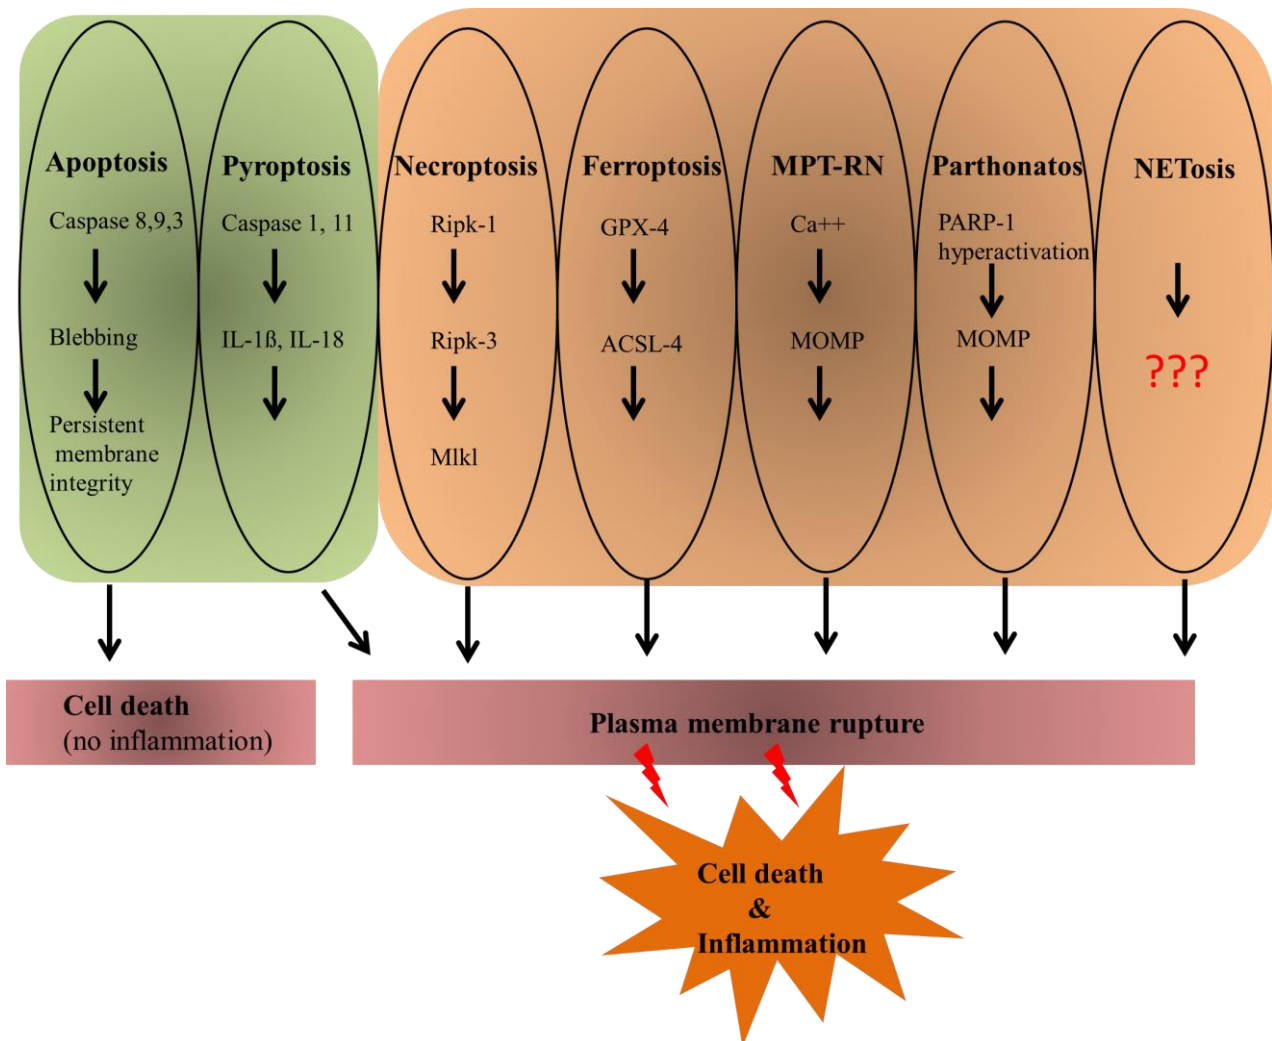 Apoptosis
Caspase 8,9,3
Blebbing
Persistent
membrane
integrity
Pyroptosis
Caspase 1, 11
IL-1ß, IL-18
Necroptosis
Ripk-1
Ripk-3
Mlkl
Ferroptosis
GPX-4
ACSL-4
MPT-RN
Ca++
MOMP
Parthonatos
PARP-1
hyperactivation
MOMP
NETosis
???
Cell death
(no inflammation)
Plasma membrane rupture
Cell death
&
Inflammation